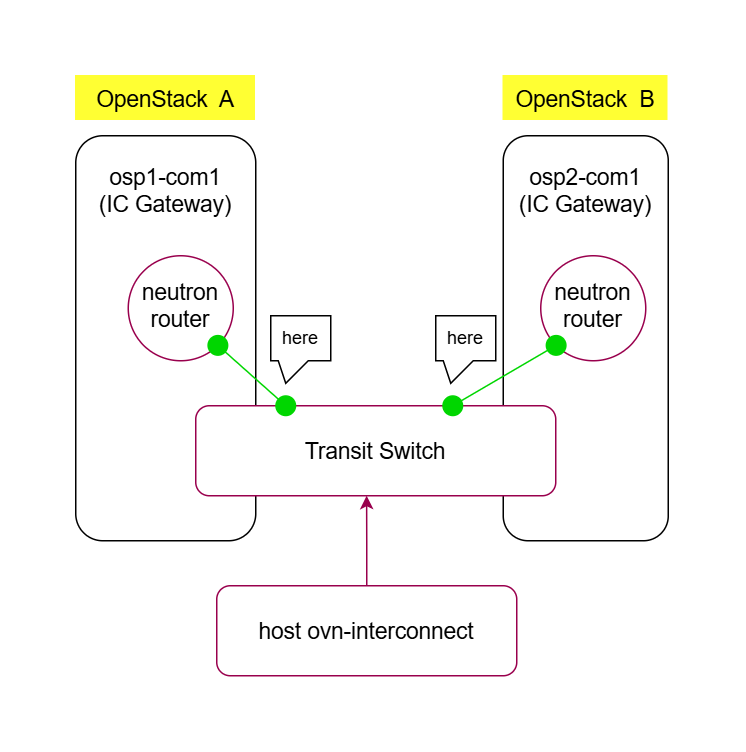 OpenStack  A
OpenStack  B
osp1-com1
(IC Gateway)
osp2-com1
(IC Gateway)
neutron
router
neutron
router
here
here
Transit Switch
host ovn-interconnect